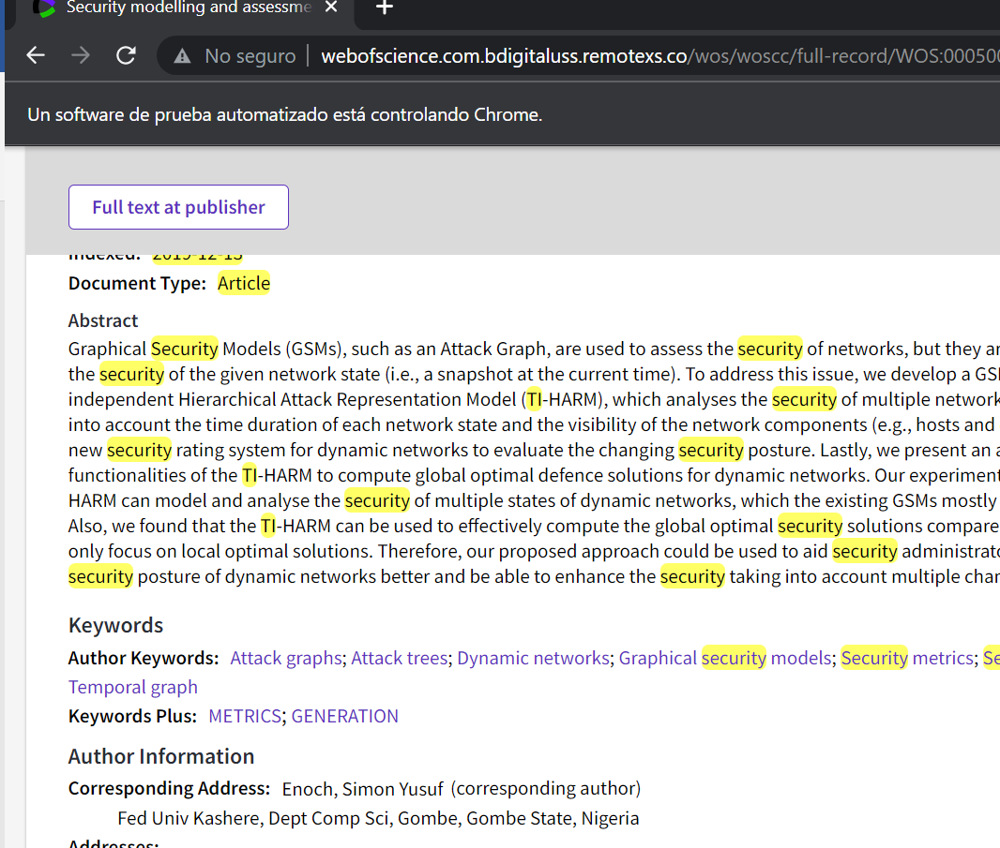 Security modelling and assessme
No seguro webofscience.com.bdigitaluss.remotexs.co/wos/woscc/full-record/WOS:00050
Un software de prueba automatizado está controlando Chrome.
Full text at publisher
Indexed: 2019-12-13
Document Type: Article
Abstract
Graphical Security Models (GSMs), such as an Attack Graph, are used to assess the security of networks, but they ar
the security of the given network state (i.e., a snapshot at the current time). To address this issue, we develop a GS
independent Hierarchical Attack Representation Model (TI-HARM), which analyses the security of multiple network
into account the time duration of each network state and the visibility of the network components (e.g., hosts and
new security rating system for dynamic networks to evaluate the changing security posture. Lastly, we present an a
functionalities of the TI-HARM to compute global optimal defence solutions for dynamic networks. Our experiment
HARM can model and analyse the security of multiple states of dynamic networks, which the existing GSMs mostly
Also, we found that the TI-HARM can be used to effectively compute the global optimal security solutions compare
only focus on local optimal solutions. Therefore, our proposed approach could be used to aid security administrato
security posture of dynamic networks better and be able to enhance the security taking into account multiple chan
Keywords
Author Keywords: Attack graphs; Attack trees; Dynamic networks; Graphical security models; Security metrics; Se
Temporal graph
Keywords Plus: METRICS; GENERATION
Author Information
Corresponding Address: Enoch, Simon Yusuf (corresponding author)
Fed Univ Kashere, Dept Comp Sci, Gombe, Gombe State, Nigeria
Addresses: